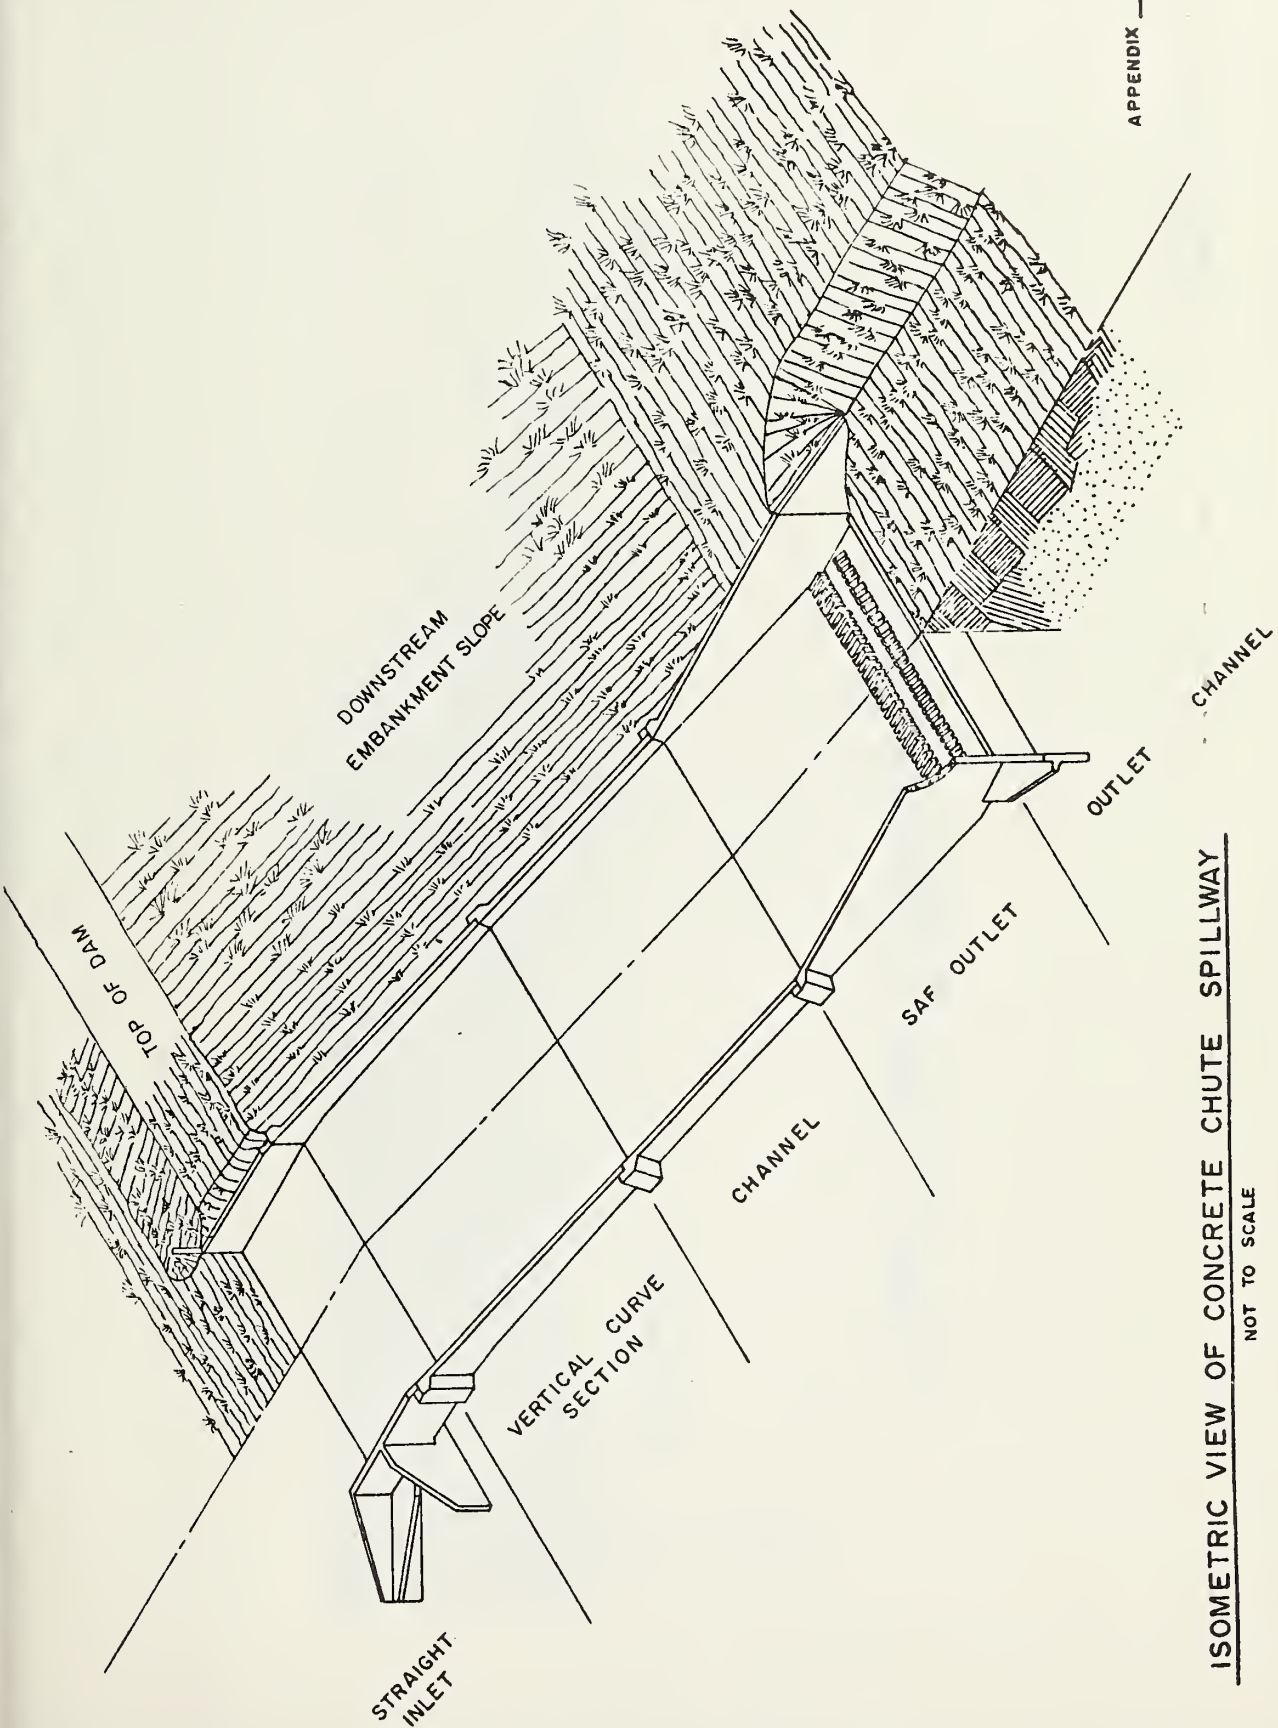 TOP OF DAM
DOWNSTREAM
EMBANKMENT SLOPE
STRAIGHT
INLET
VERTICAL CURVE
SECTION
CHANNEL
SAF OUTLET
OUTLET CHANNEL
ISOMETRIC VIEW OF CONCRETE CHUTE SPILLWAY
NOT TO SCALE
APPENDIX